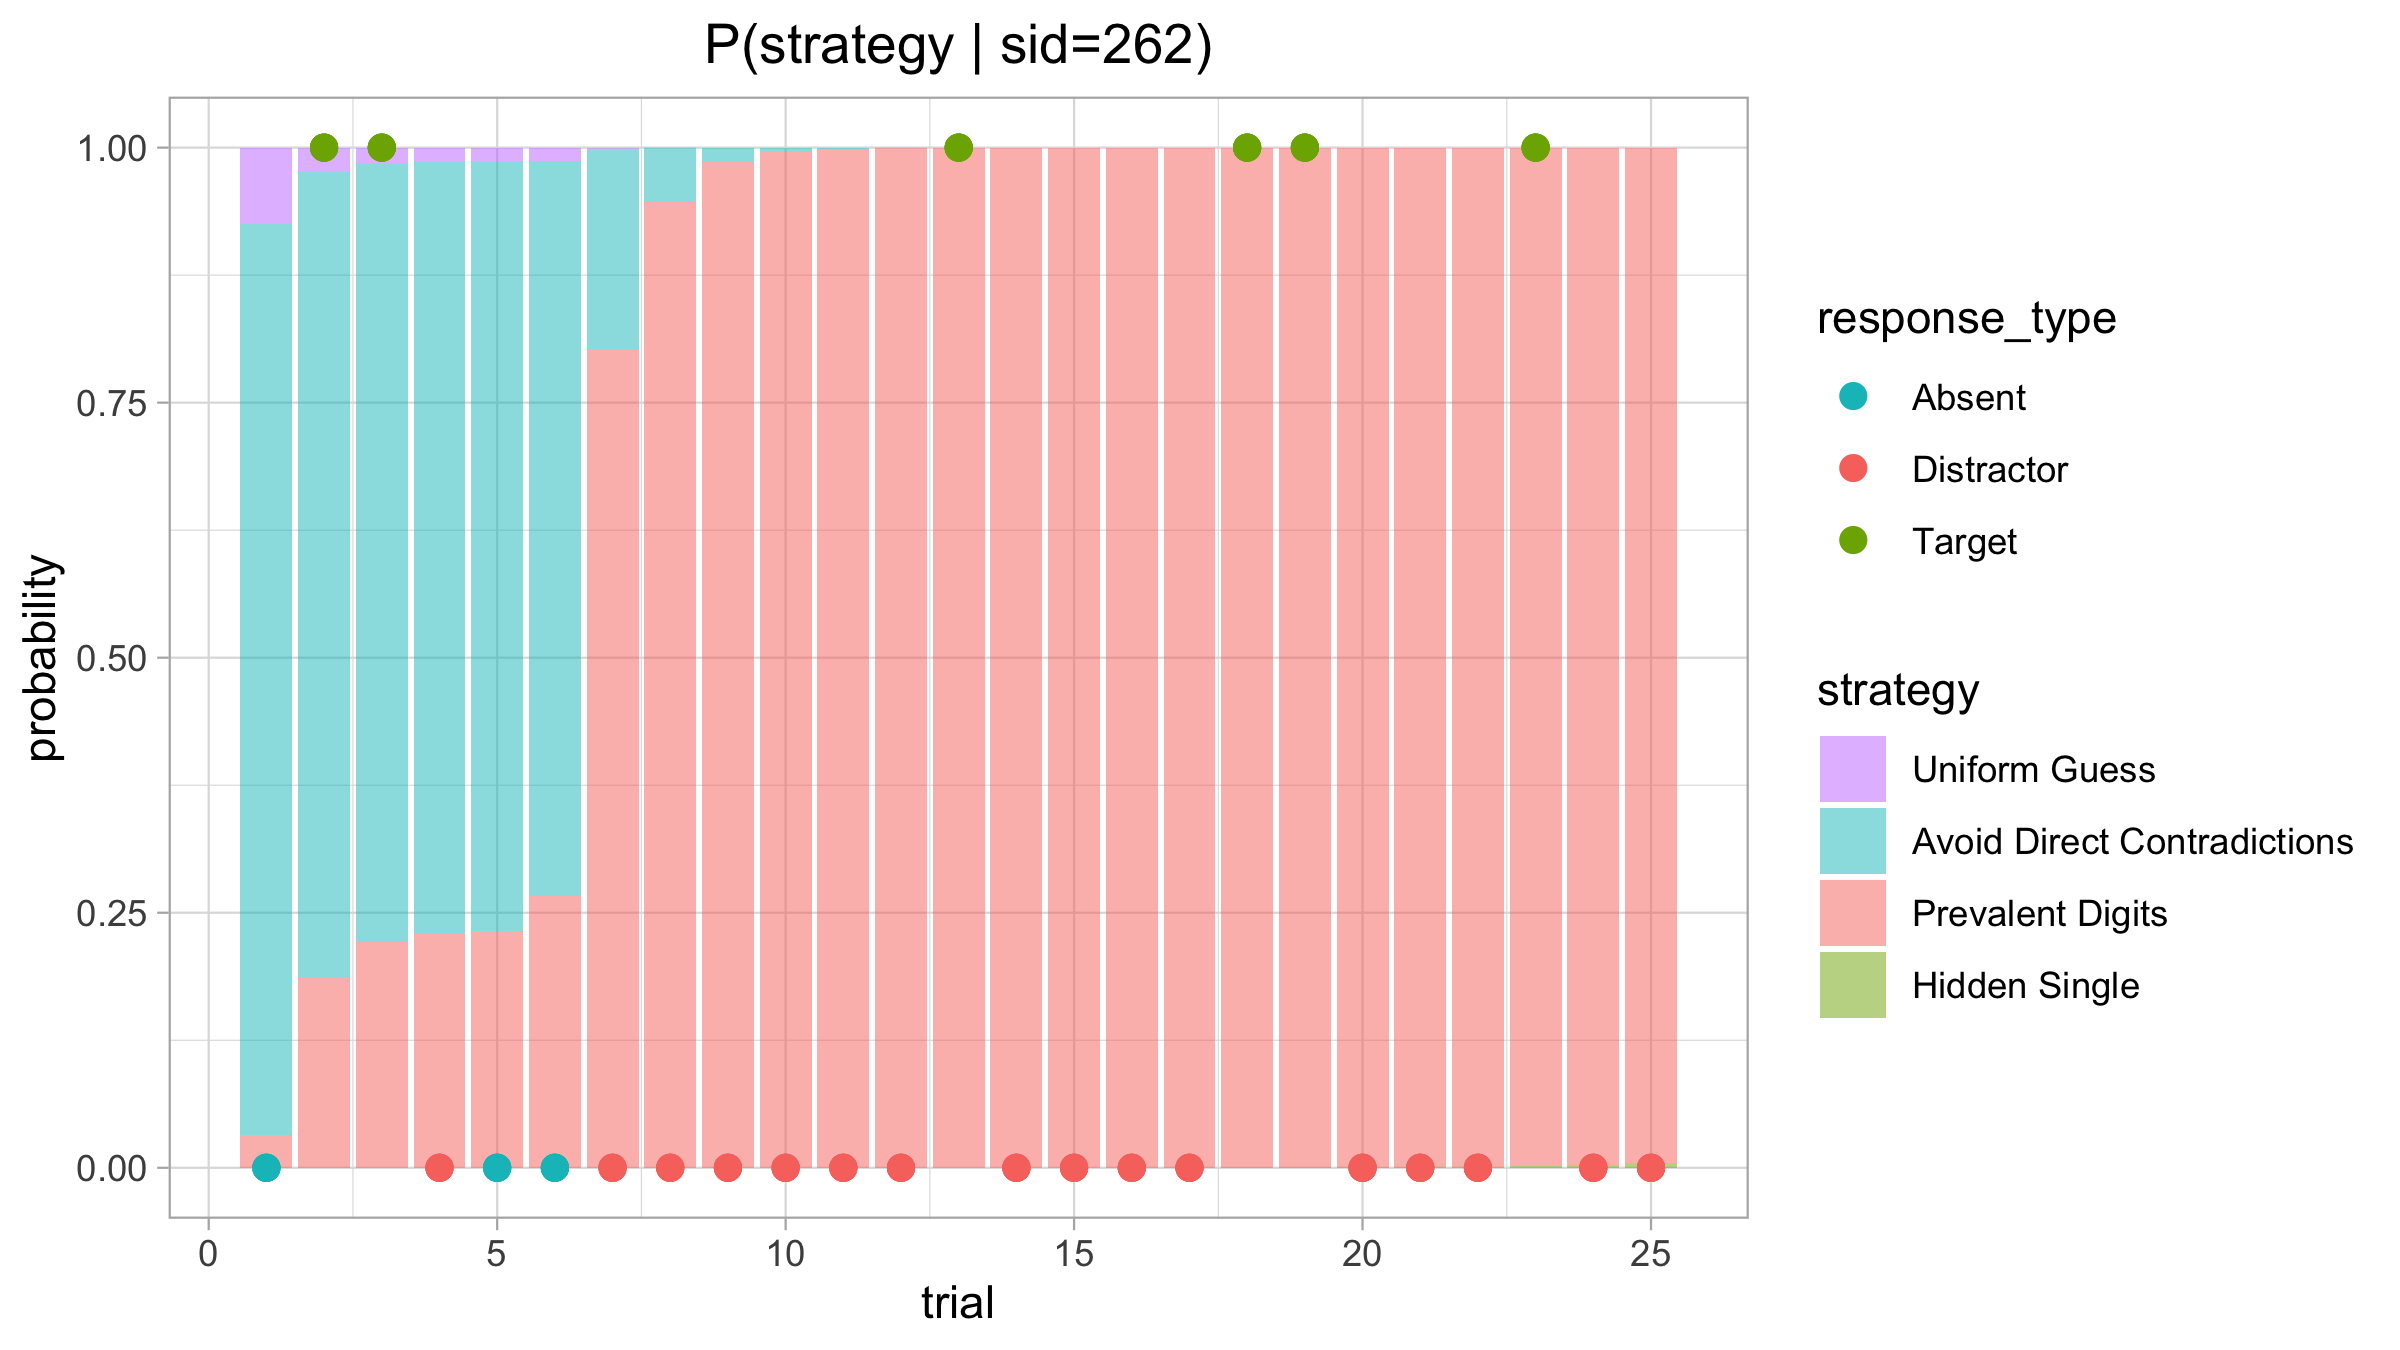 P(strategy | sid=262)
probability
1.00
0.75
0.50
0.25
0.00
0 5 10 15 20 25
trial
response_type
Absent
Distractor
Target
strategy
Uniform Guess
Avoid Direct Contradictions
Prevalent Digits
Hidden Single